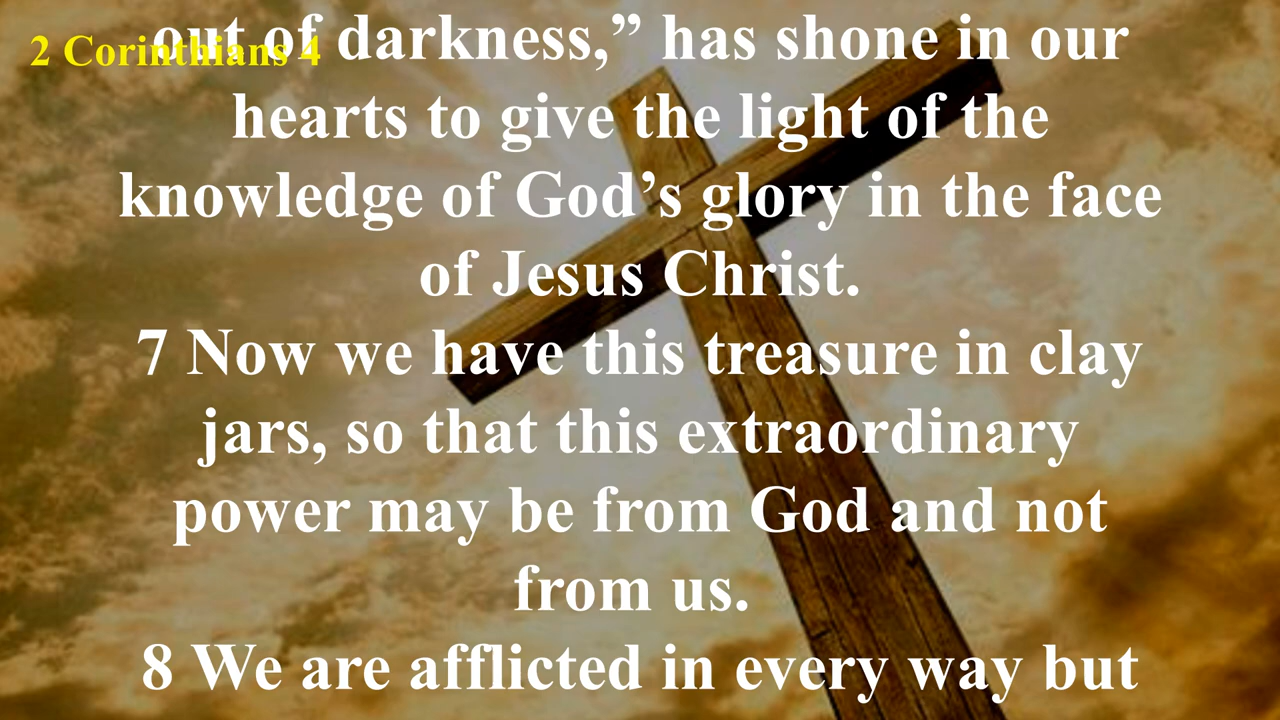 2 Corinthians 4
out of darkness,” has shone in our
hearts to give the light of the
knowledge of God’s glory in the face
of Jesus Christ.
7 Now we have this treasure in clay
jars, so that this extraordinary
power may be from God and not
from us.
8 We are afflicted in every way but